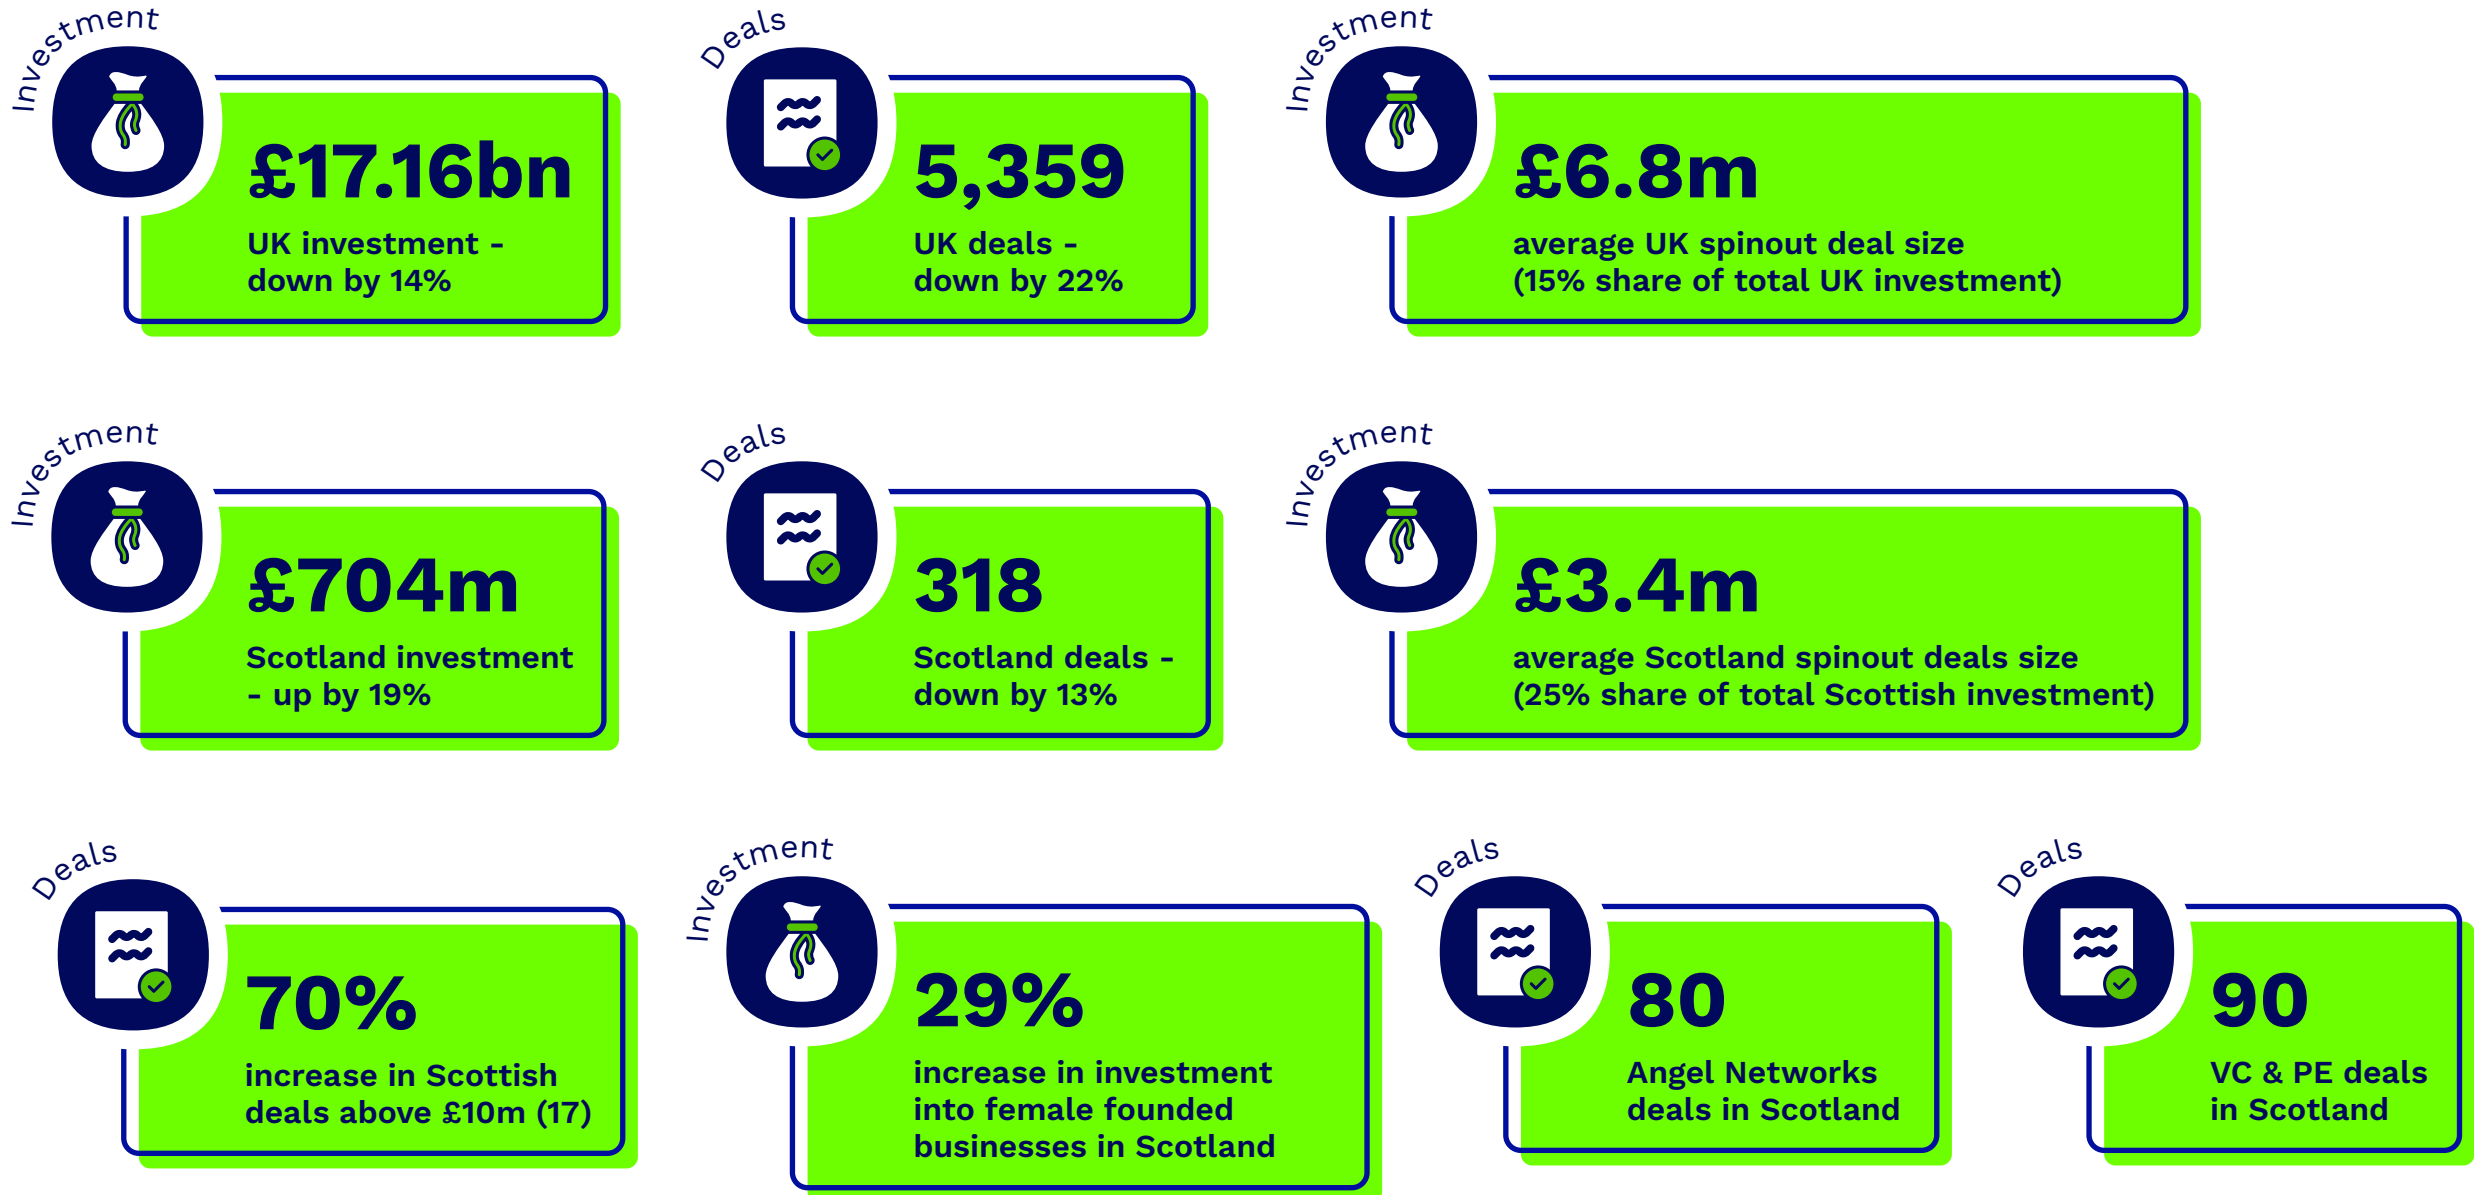 Investment
£17.16bn
UK investment -
down by 14%
Deals
5,359
UK deals -
down by 22%
Investment
£6.8m
average UK spinout deal size
(15% share of total UK investment)
Investment
£704m
Scotland investment
- up by 19%
Deals
318
Scotland deals -
down by 13%
Investment
£3.4m
average Scotland spinout deals size
(25% share of total Scottish investment)
Deals
70%
increase in Scottish
deals above £10m (17)
Investment
29%
increase in investment
into female founded
businesses in Scotland
Deals
80
Angel Networks
deals in Scotland
Deals
90
VC & PE deals
in Scotland